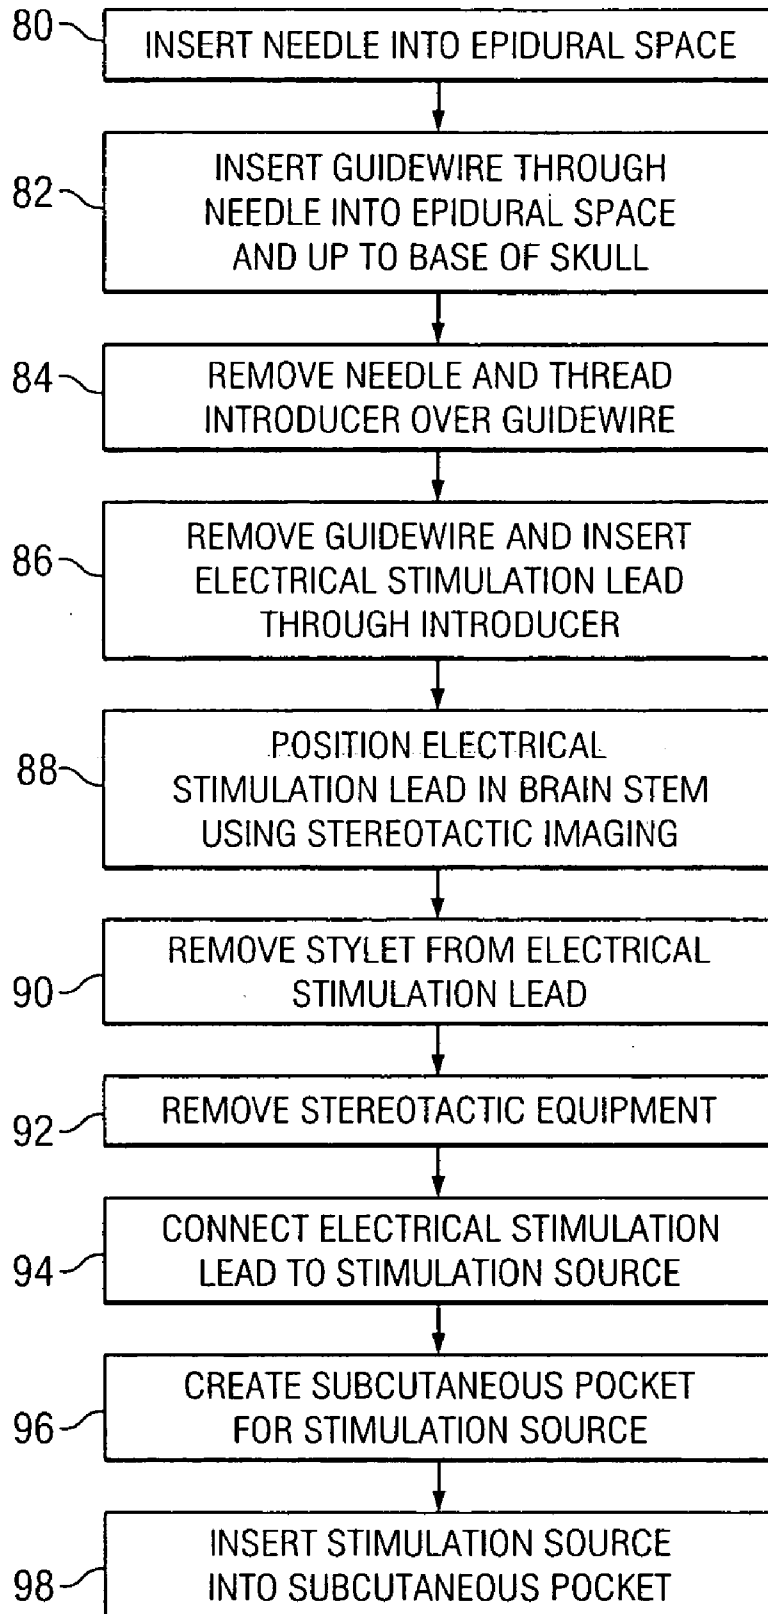 80
INSERT NEEDLE INTO EPIDURAL SPACE
82
INSERT GUIDEWIRE THROUGH
NEEDLE INTO EPIDURAL SPACE
AND UP TO BASE OF SKULL
84
REMOVE NEEDLE AND THREAD
INTRODUCER OVER GUIDEWIRE
86
REMOVE GUIDEWIRE AND INSERT
ELECTRICAL STIMULATION LEAD
THROUGH INTRODUCER
88
POSITION ELECTRICAL
STIMULATION LEAD IN BRAIN STEM
USING STEREOTACTIC IMAGING
90
REMOVE STYLET FROM ELECTRICAL
STIMULATION LEAD
92
REMOVE STEREOTACTIC EQUIPMENT
94
CONNECT ELECTRICAL STIMULATION
LEAD TO STIMULATION SOURCE
96
CREATE SUBCUTANEOUS POCKET
FOR STIMULATION SOURCE
98
INSERT STIMULATION SOURCE
INTO SUBCUTANEOUS POCKET